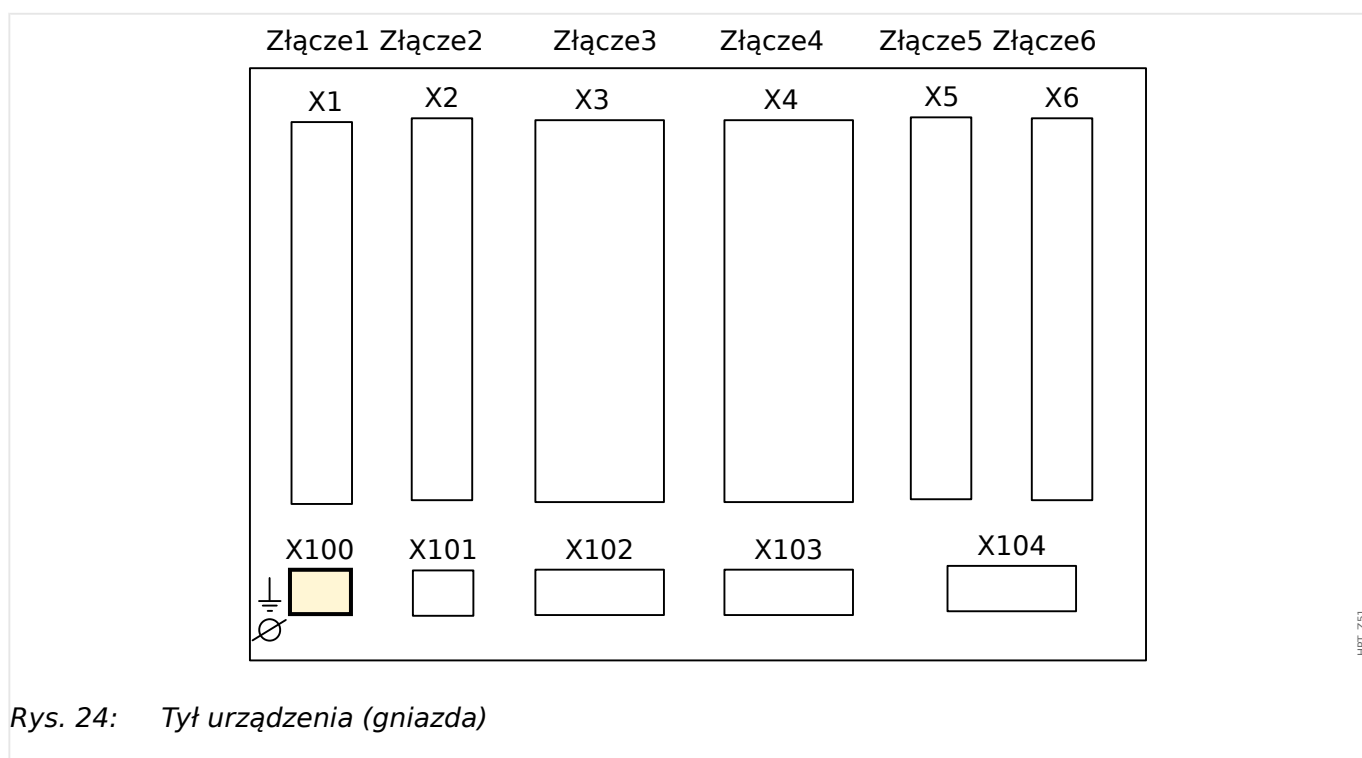 Złącze1 Złącze2 Złącze3 Złącze4 Złącze5 Złącze6
X1 X2 X3 X4 X5 X6
X100 X101 X102 X103 X104
Rys. 24: Tył urządzenia (gniazda)